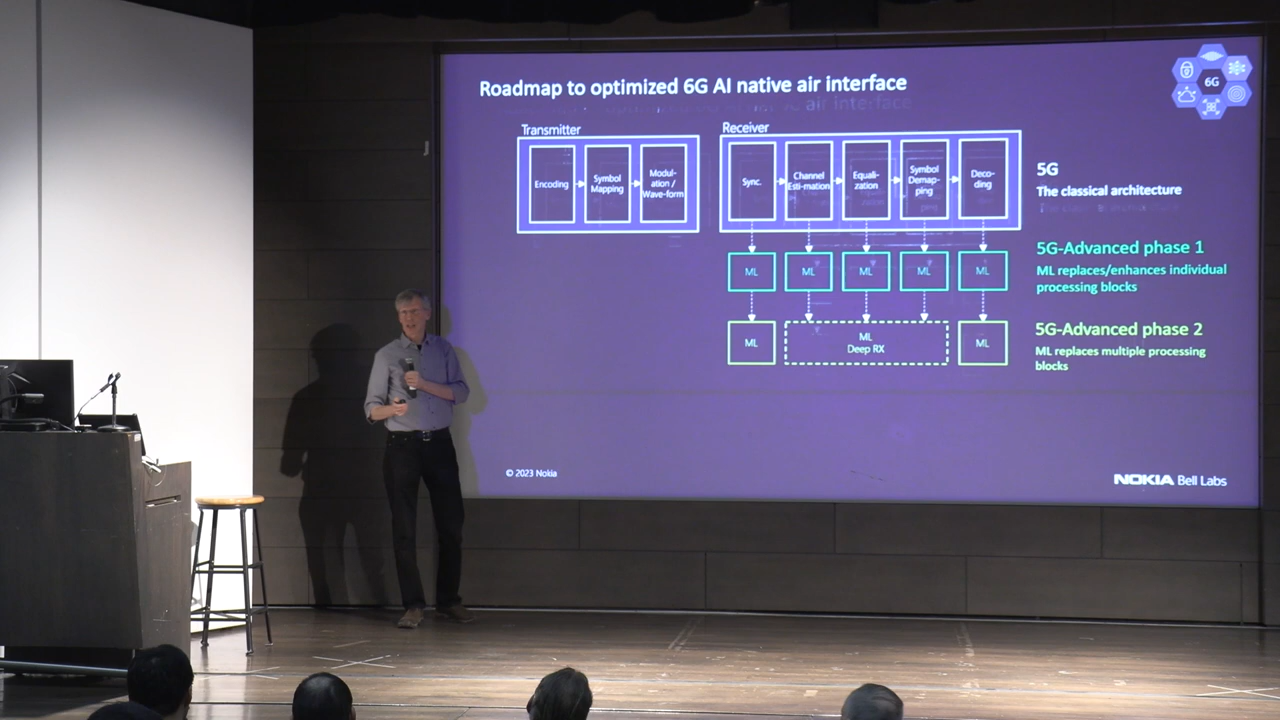 Roadmap to optimized 6G AI native air interface
6G
Transmitter
Encoding
Symbol
Mapping
Modul-
ation /
Wave-form
Receiver
Sync.
Channel
Esti-mation
Equali-
zation
Symbol
Demap-
ping
Deco-
ding
5G
The classical architecture
ML
ML
ML
ML
ML
5G-Advanced phase 1
ML replaces/enhances individual
processing blocks
ML
ML
Deep RX
ML
5G-Advanced phase 2
ML replaces multiple processing
blocks
© 2023 Nokia
NOKIA Bell Labs